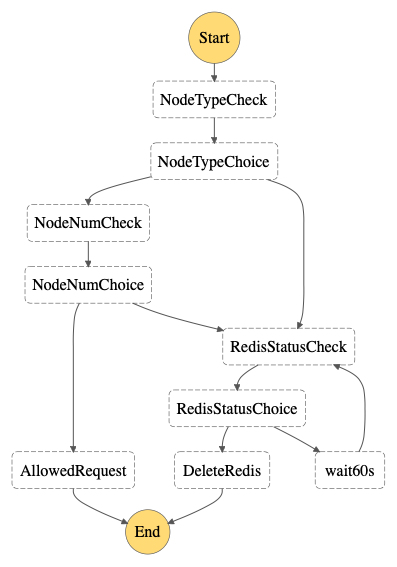 Start
NodeTypeCheck
NodeTypeChoice
NodeNumCheck
NodeNumChoice
RedisStatusCheck
RedisStatusChoice
AllowedRequest
DeleteRedis
wait60s
End